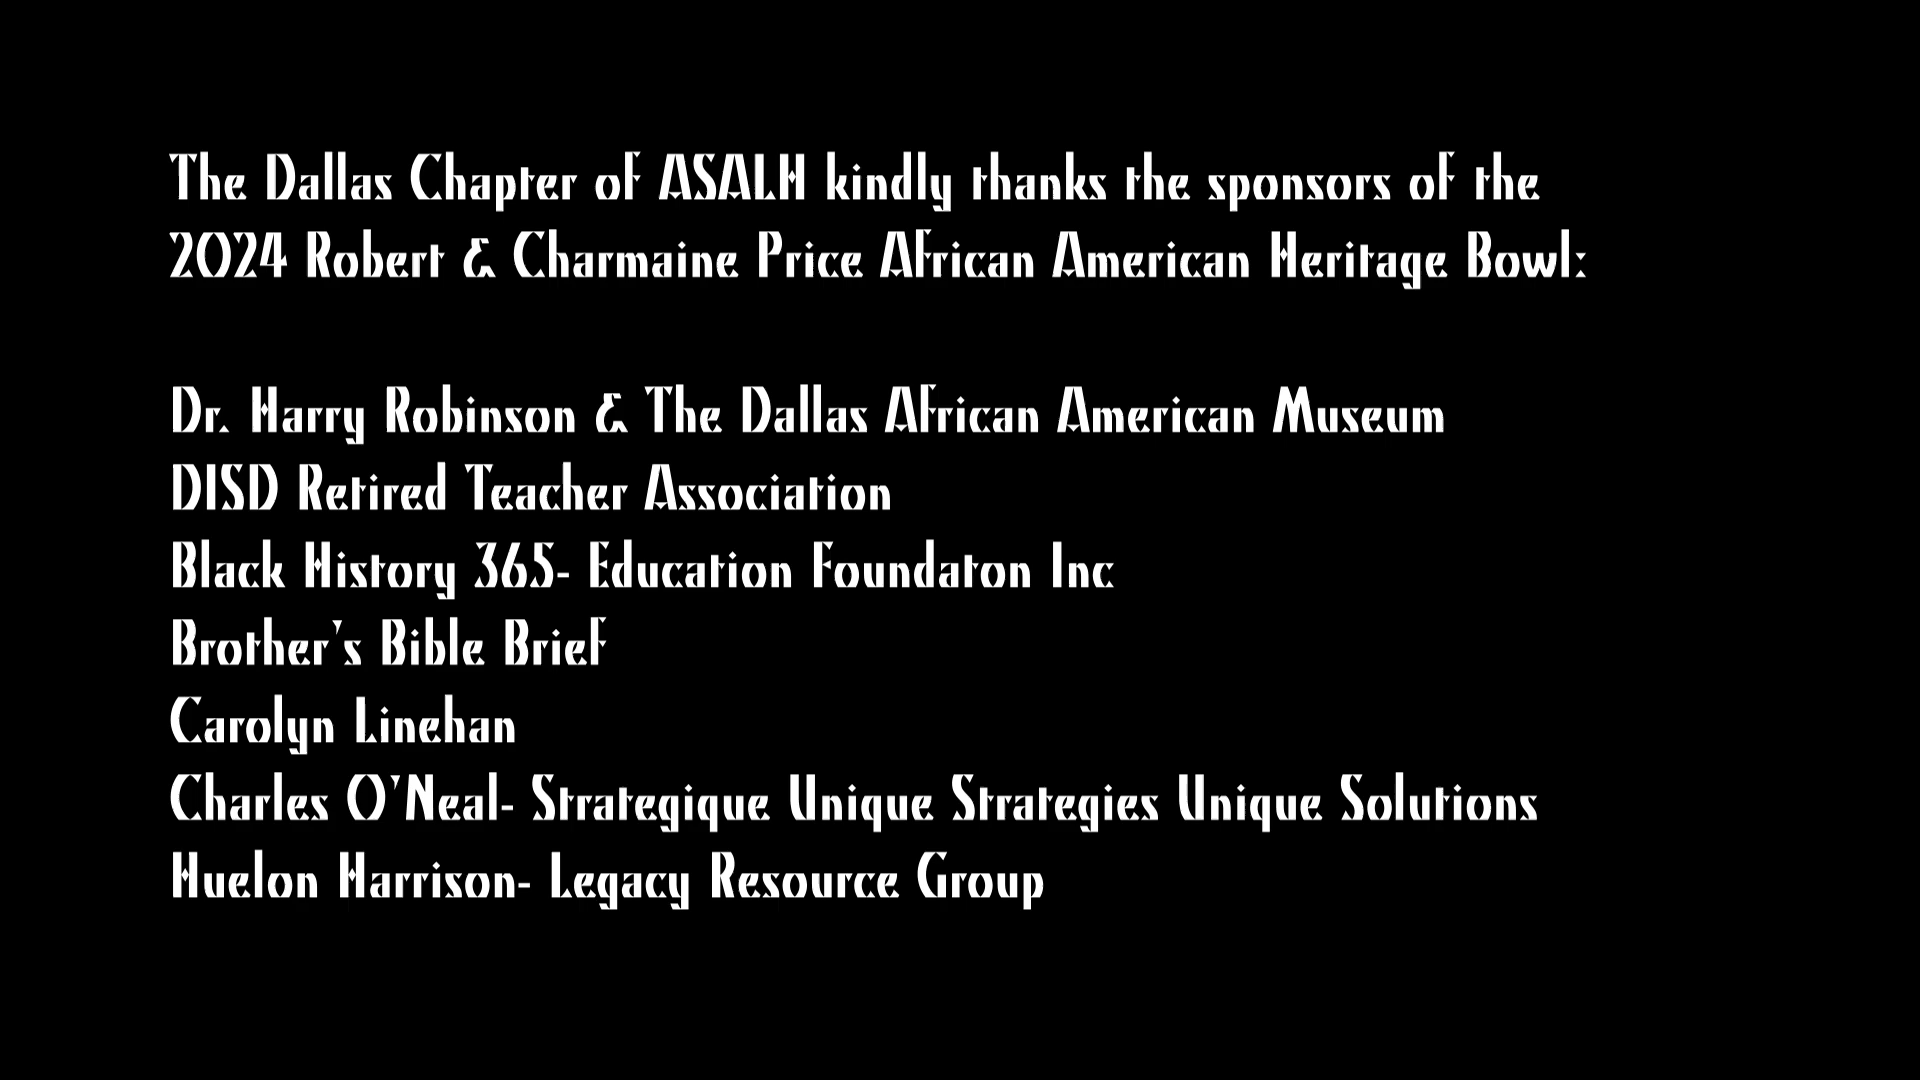 The Dallas Chapter of ASALH kindly thanks the sponsors of the
2024 Robert & Charmaine Price African American Heritage Bowl:
Dr. Harry Robinson & The Dallas African American Museum
DISD Retired Teacher Association
Black History 365- Education Foundaton Inc
Brother's Bible Brief
Carolyn Linehan
Charles O'Neal- Strategique Unique Strategies Unique Solutions
Huelon Harrison- Legacy Resource Group